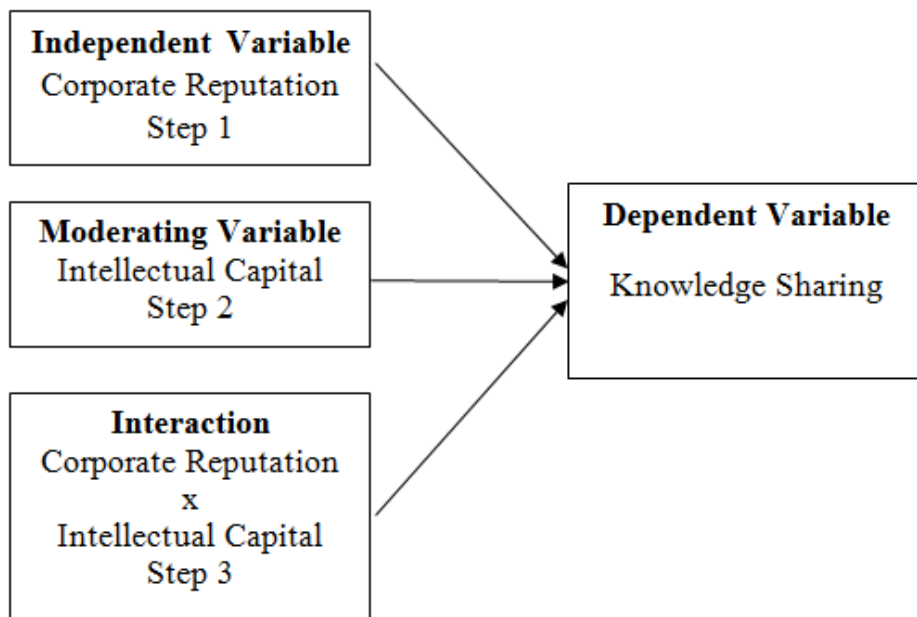 Independent Variable
Corporate Reputation
Step 1
Moderating Variable
Intellectual Capital
Step 2
Interaction
Corporate Reputation
x
Intellectual Capital
Step 3
Dependent Variable
Knowledge Sharing